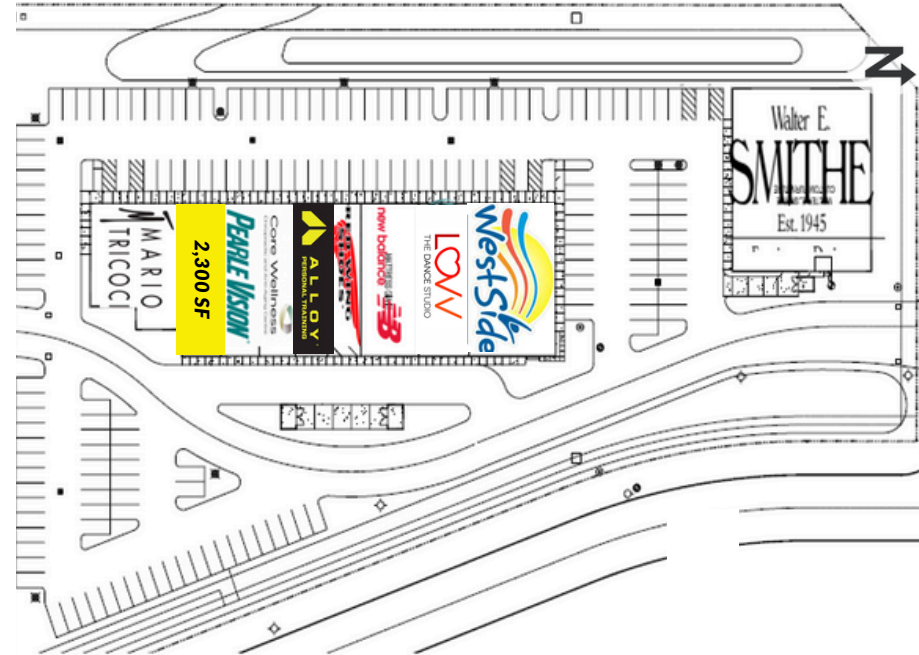 N
Walter E.
SMITHE
Est. 1945
MARIO
TRICOCI
2,300 SF
PEARLE VISION
Core Wellness
ALLOY
PERSONAL TRAINING
new balance
LOVV
THE DANCE STUDIO
WestSide